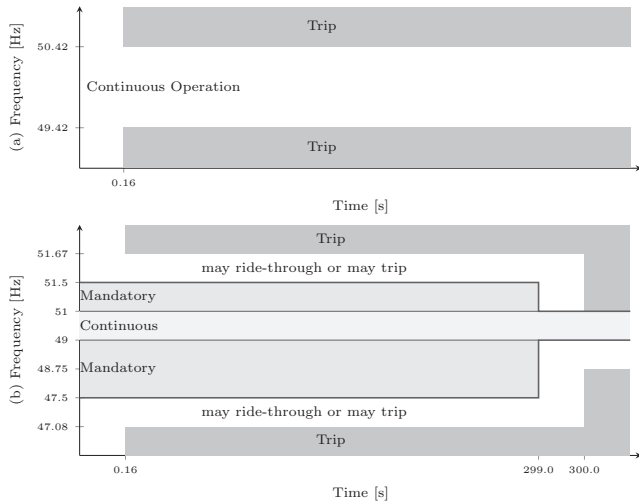 Trip
50.42
Continuous Operation
49.42
Trip
(a) Frequency [Hz]
0.16
Time [s]
Trip
51.67
may ride-through or may trip
51.5
Mandatory
51
Continuous
49
48.75
Mandatory
47.5
may ride-through or may trip
47.08
Trip
(b) Frequency [Hz]
0.16
299.0
300.0
Time [s]